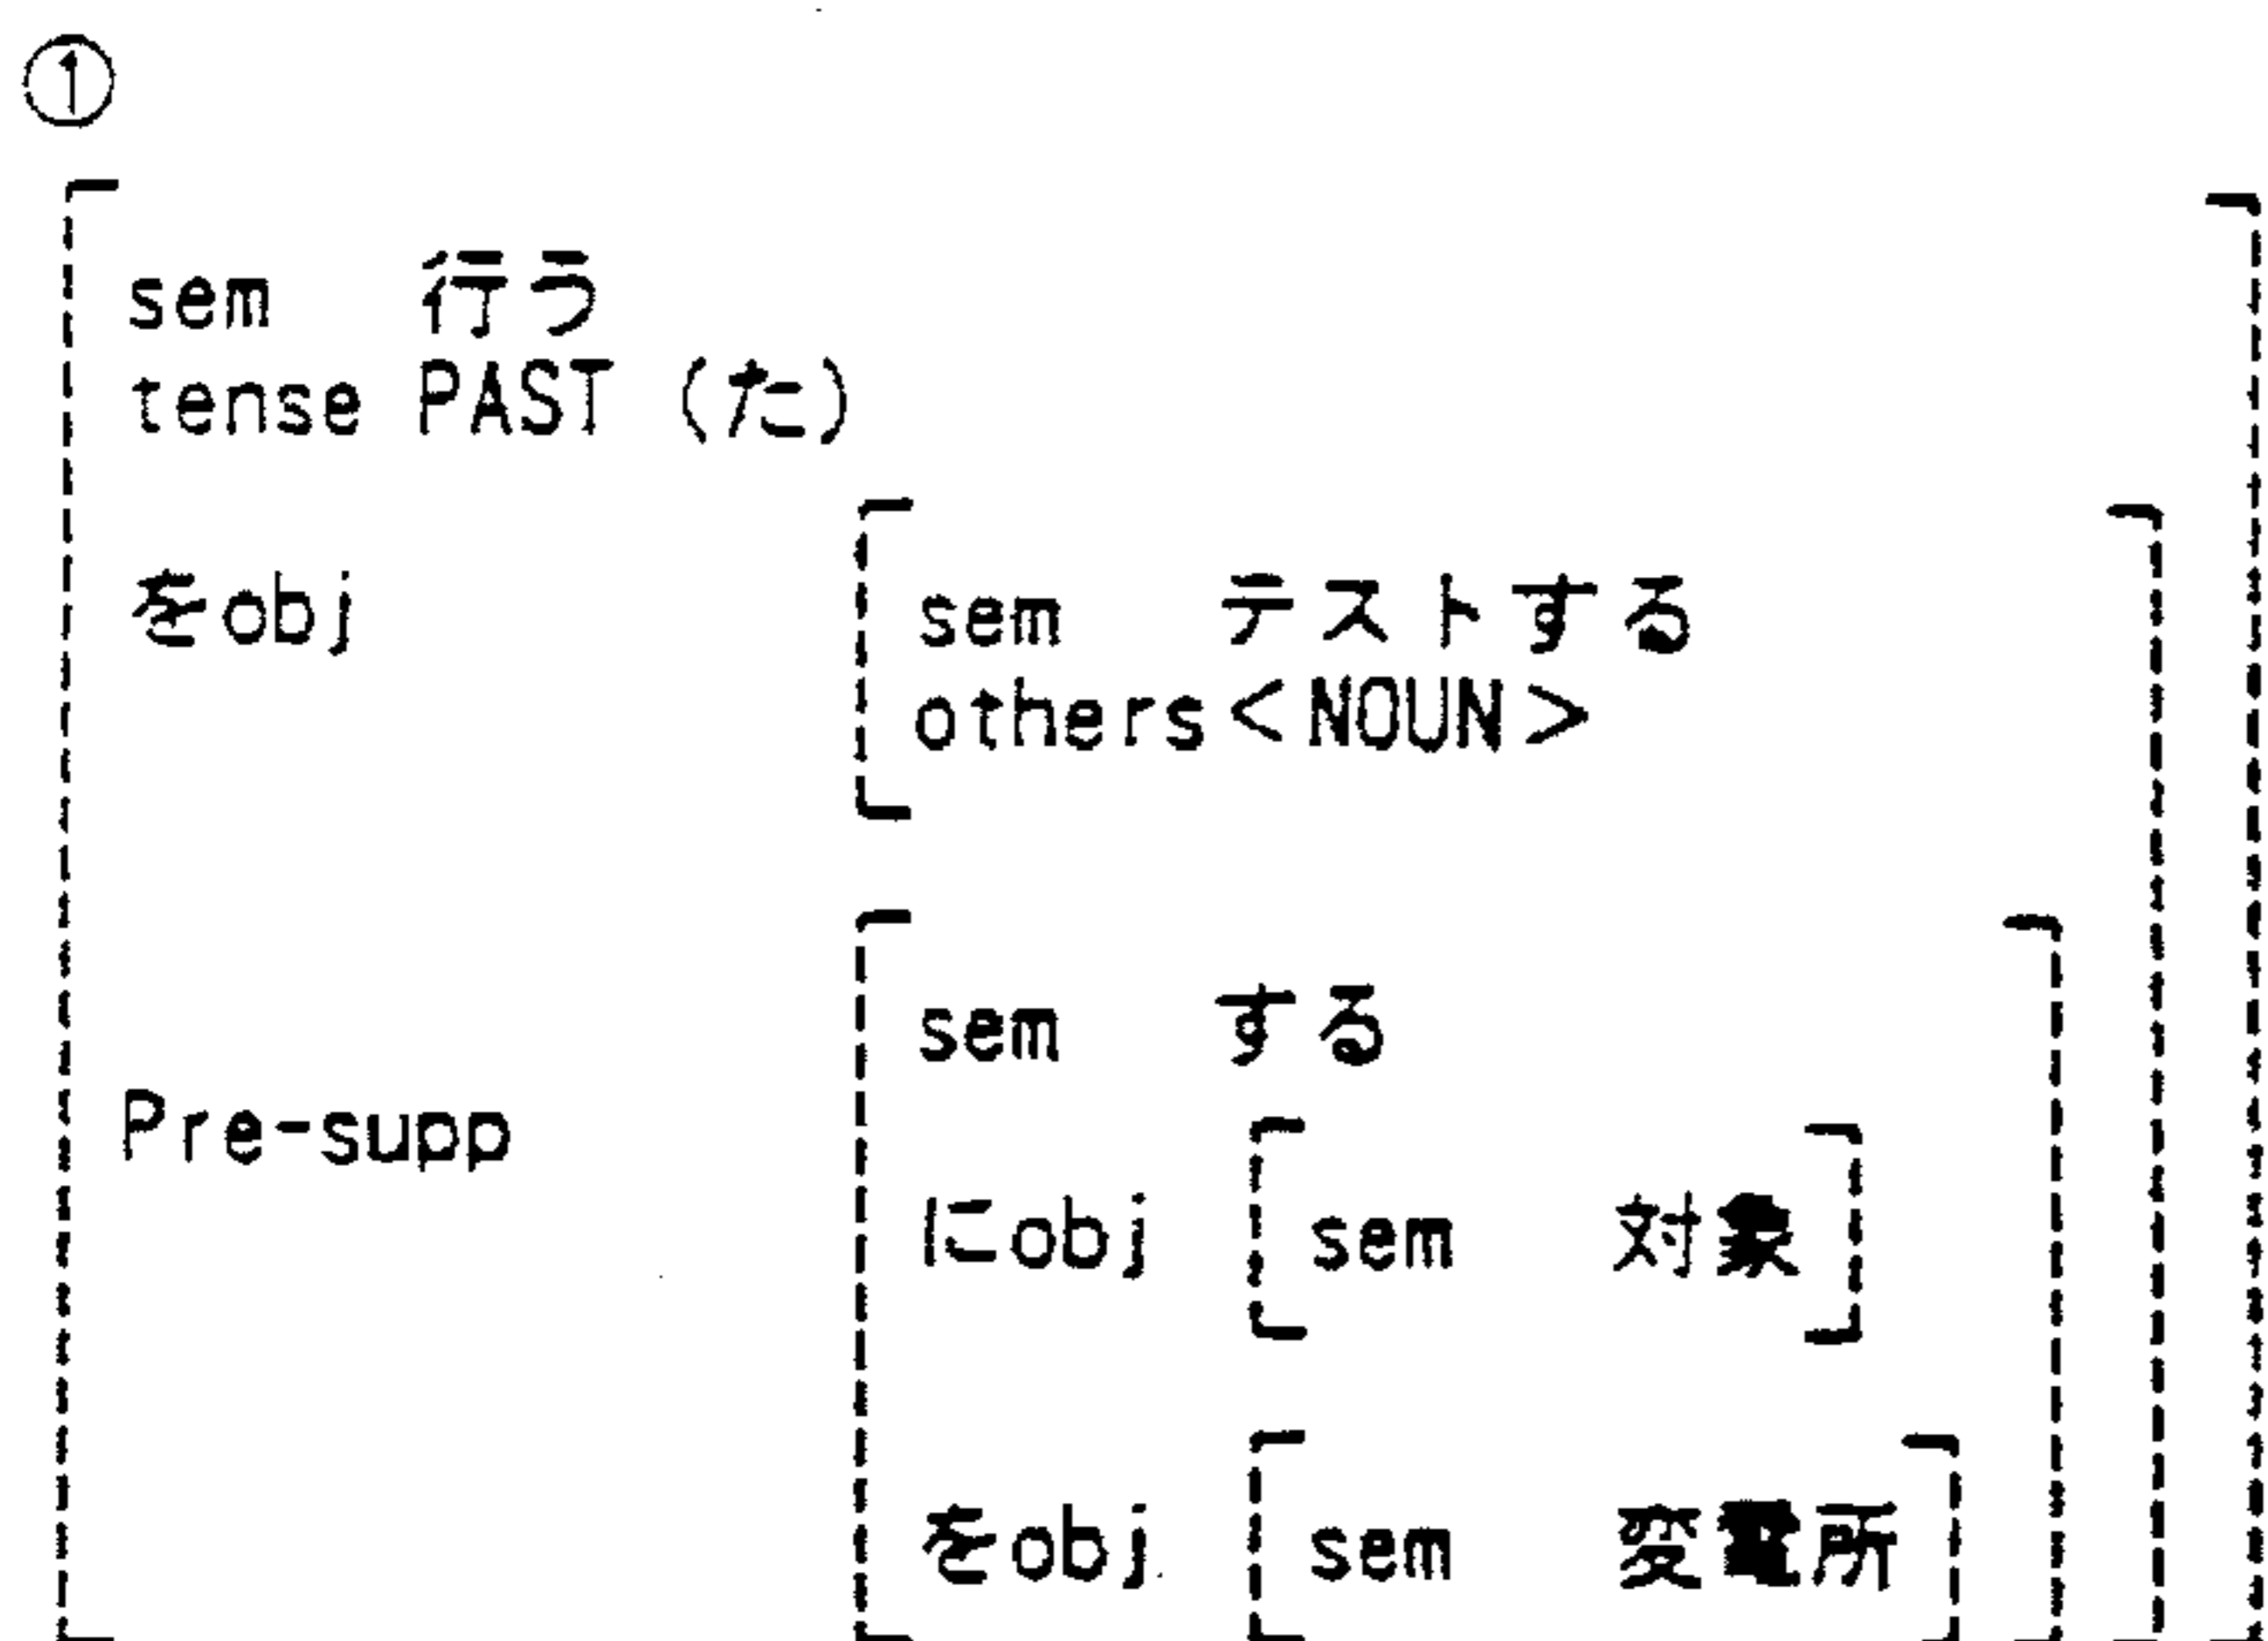 ①
sem 行う
tense PAST (た)
をobj
sem テストする
others<NOUN>
sem する
Pre-supp
にobj sem 対象
をobj sem 変電所